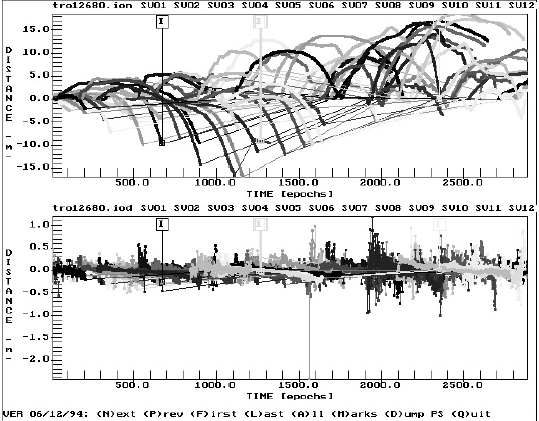 tro12680.ion SV01 SV02 SV03 SV04 SV05 SV06 SV07 SV08 SV09 SV10 SV11 SV12
I
I
I
DISTANCE -m-
15.0
10.0
5.0
0.0
-5.0
-10.0
-15.0
500.0 1000.0 1500.0 2000.0 2500.0
TIME [epochs]
tro12680.iod SV01 SV02 SV03 SV04 SV05 SV06 SV07 SV08 SV09 SV10 SV11 SV12
I
I
I
DISTANCE -m-
1.0
0.5
0.0
-0.5
-1.0
-1.5
-2.0
500.0 1000.0 1500.0 2000.0 2500.0
TIME [epochs]
VER 06/12/94: (N)ext (P)rev (F)irst (L)ast (A)ll (M)arks (D)ump PS (Q)uit